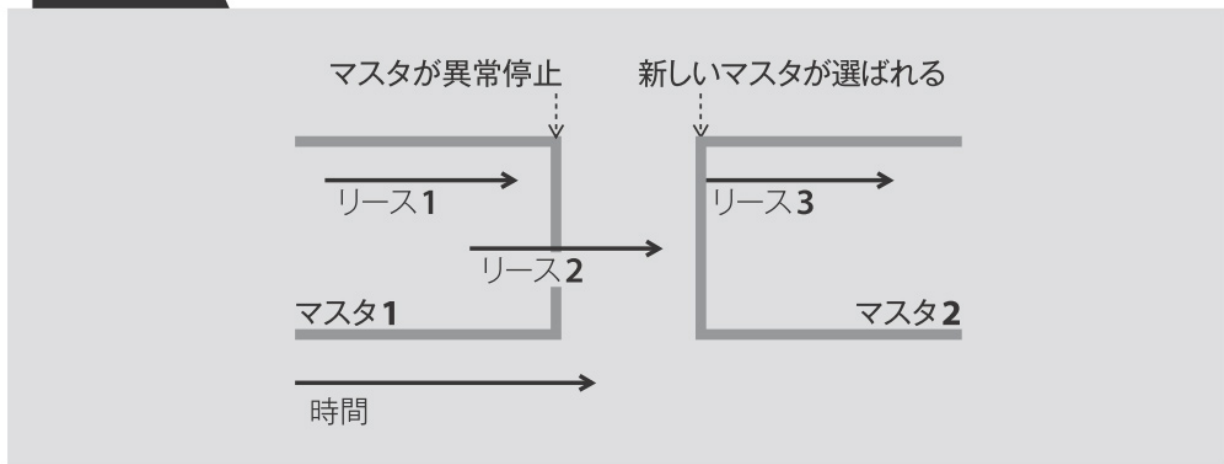 マスタが異常停止
新しいマスタが選ばれる
リース1
リース3
リース2
マスタ1
マスタ2
時間